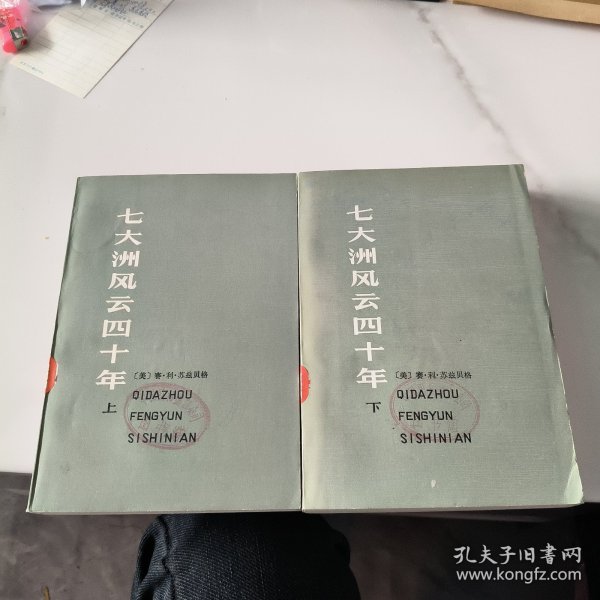 七大洲风云四十年
上
〔美〕赛·利·苏兹贝格
QIDAZHOU
FENGYUN
SISHINIAN
七大洲风云四十年
下
〔美〕赛·利·苏兹贝格
QIDAZHOU
FENGYUN
SISHINIAN
孔夫子旧书网
www.kongfz.com